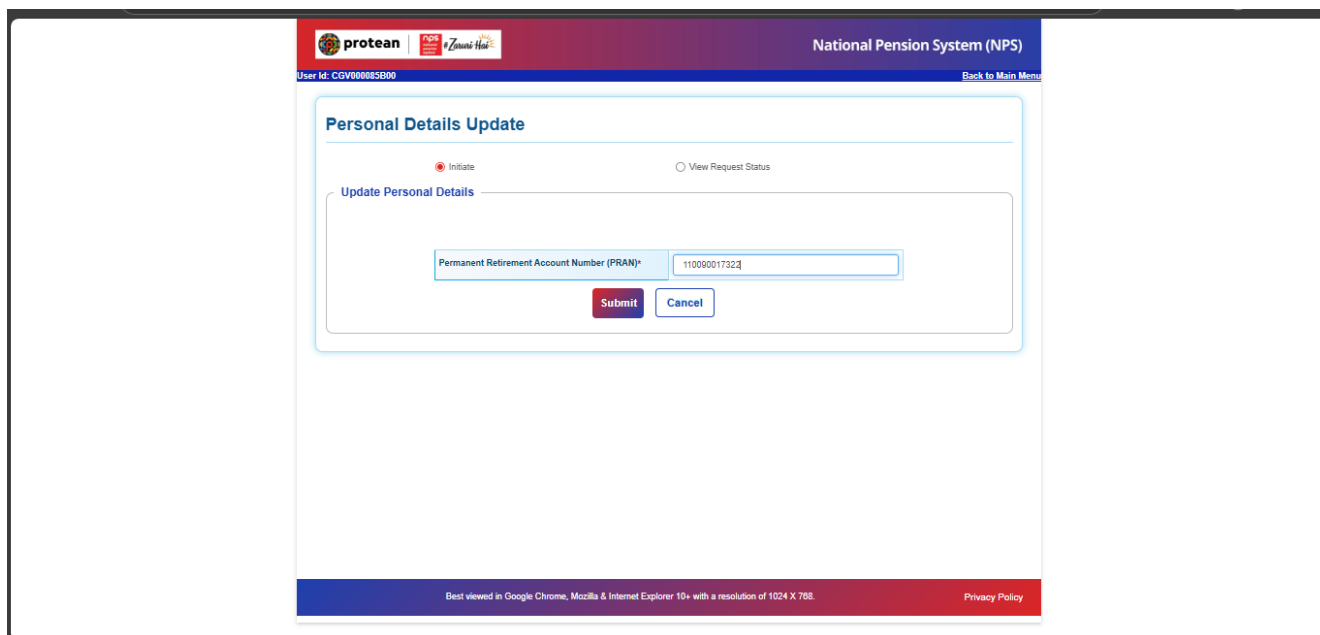 protean
nps
#Zaruri Hai
National Pension System (NPS)
User Id: CGV000085B00
Back to Main Menu
Personal Details Update
Initiate
View Request Status
Update Personal Details
Permanent Retirement Account Number (PRAN)*
110090017322
Submit
Cancel
Best viewed in Google Chrome, Mozilla & Internet Explorer 10+ with a resolution of 1024 X 768.
Privacy Policy